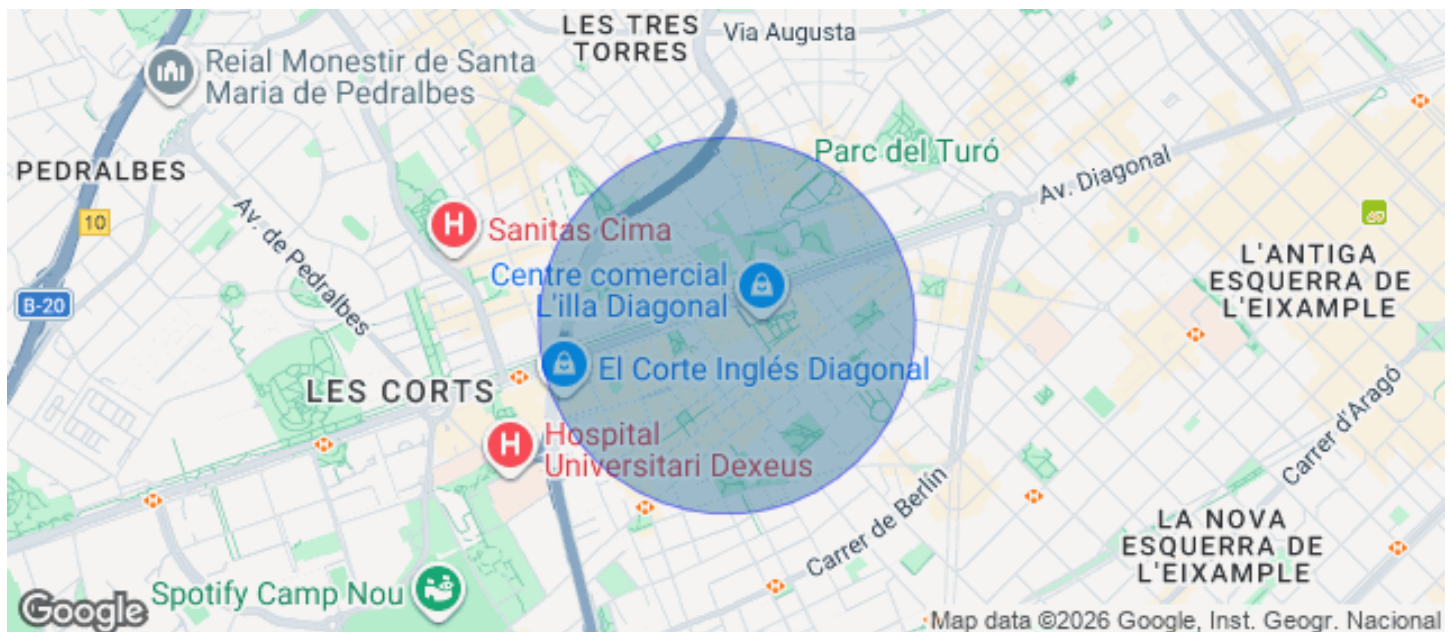 LES TRES
TORRES
Via Augusta
Reial Monestir de Santa
Maria de Pedralbes
PEDRALBES
Parc del Turó
Av. Diagonal
10
Av. de Pedralbes
H
Sanitas Cima
L'ANTIGA
ESQUERRA DE
L'EIXAMPLE
Centre comercial
L'illa Diagonal
B-20
El Corte Inglés Diagonal
LES CORTS
Carrer d'Aragó
H
Hospital
Universitari Dexeus
Carrer de Berlín
LA NOVA
ESQUERRA DE
L'EIXAMPLE
Spotify Camp Nou
Google
Map data ©2026 Google, Inst. Geogr. Nacional